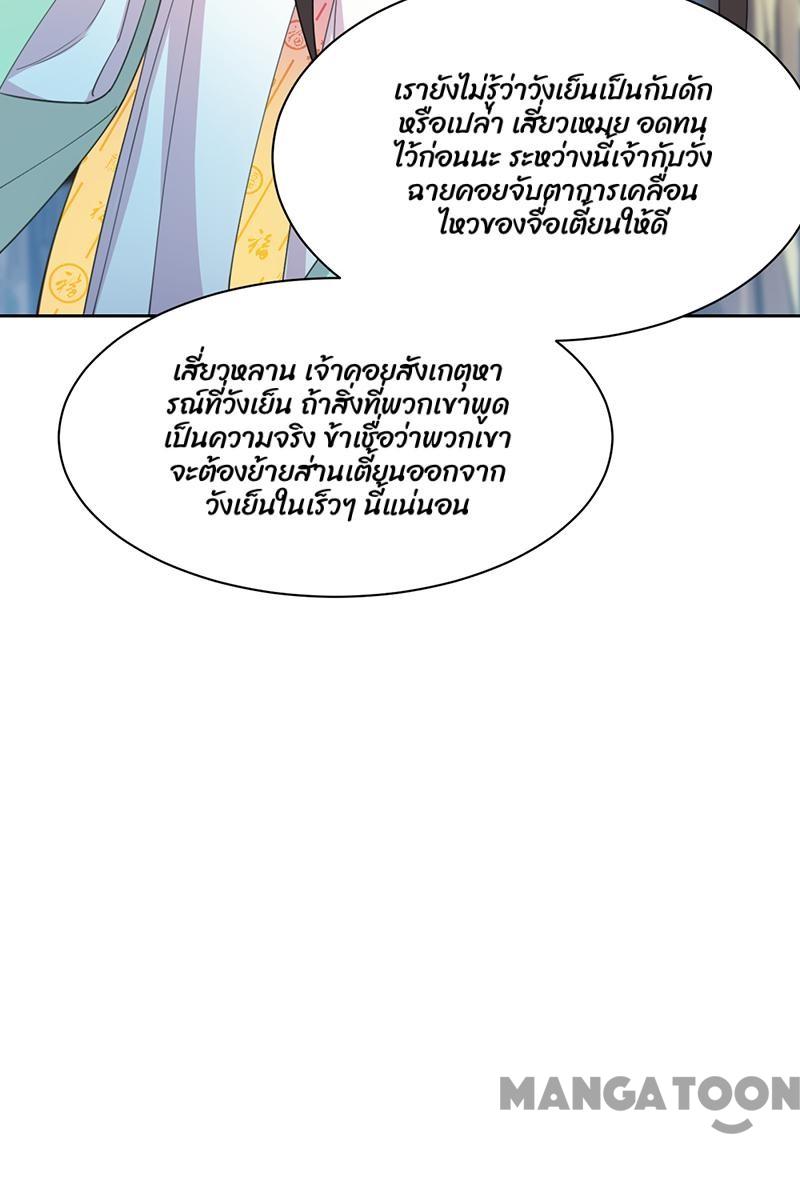 เรายังไม่รู้ว่าวังเย็นเป็นกับดัก
หรือเปล่า เสี่ยวเหมย อดทน
ไว้ก่อนนะ ระหว่างนี้เจ้ากับวั่ง
ฉายคอยจับตาการเคลื่อน
ไหวของจื่อเตี้ยนให้ดี
เสี่ยวหลาน เจ้าคอยสังเกตุหา
รณ์ที่วังเย็น ถ้าสิ่งที่พวกเขาพูด
เป็นความจริง ข้าเชื่อว่าพวกเขา
จะต้องย้ายส่านเตี้ยนออกจาก
วังเย็นในเร็วๆ นี้แน่นอน
MANGATOON